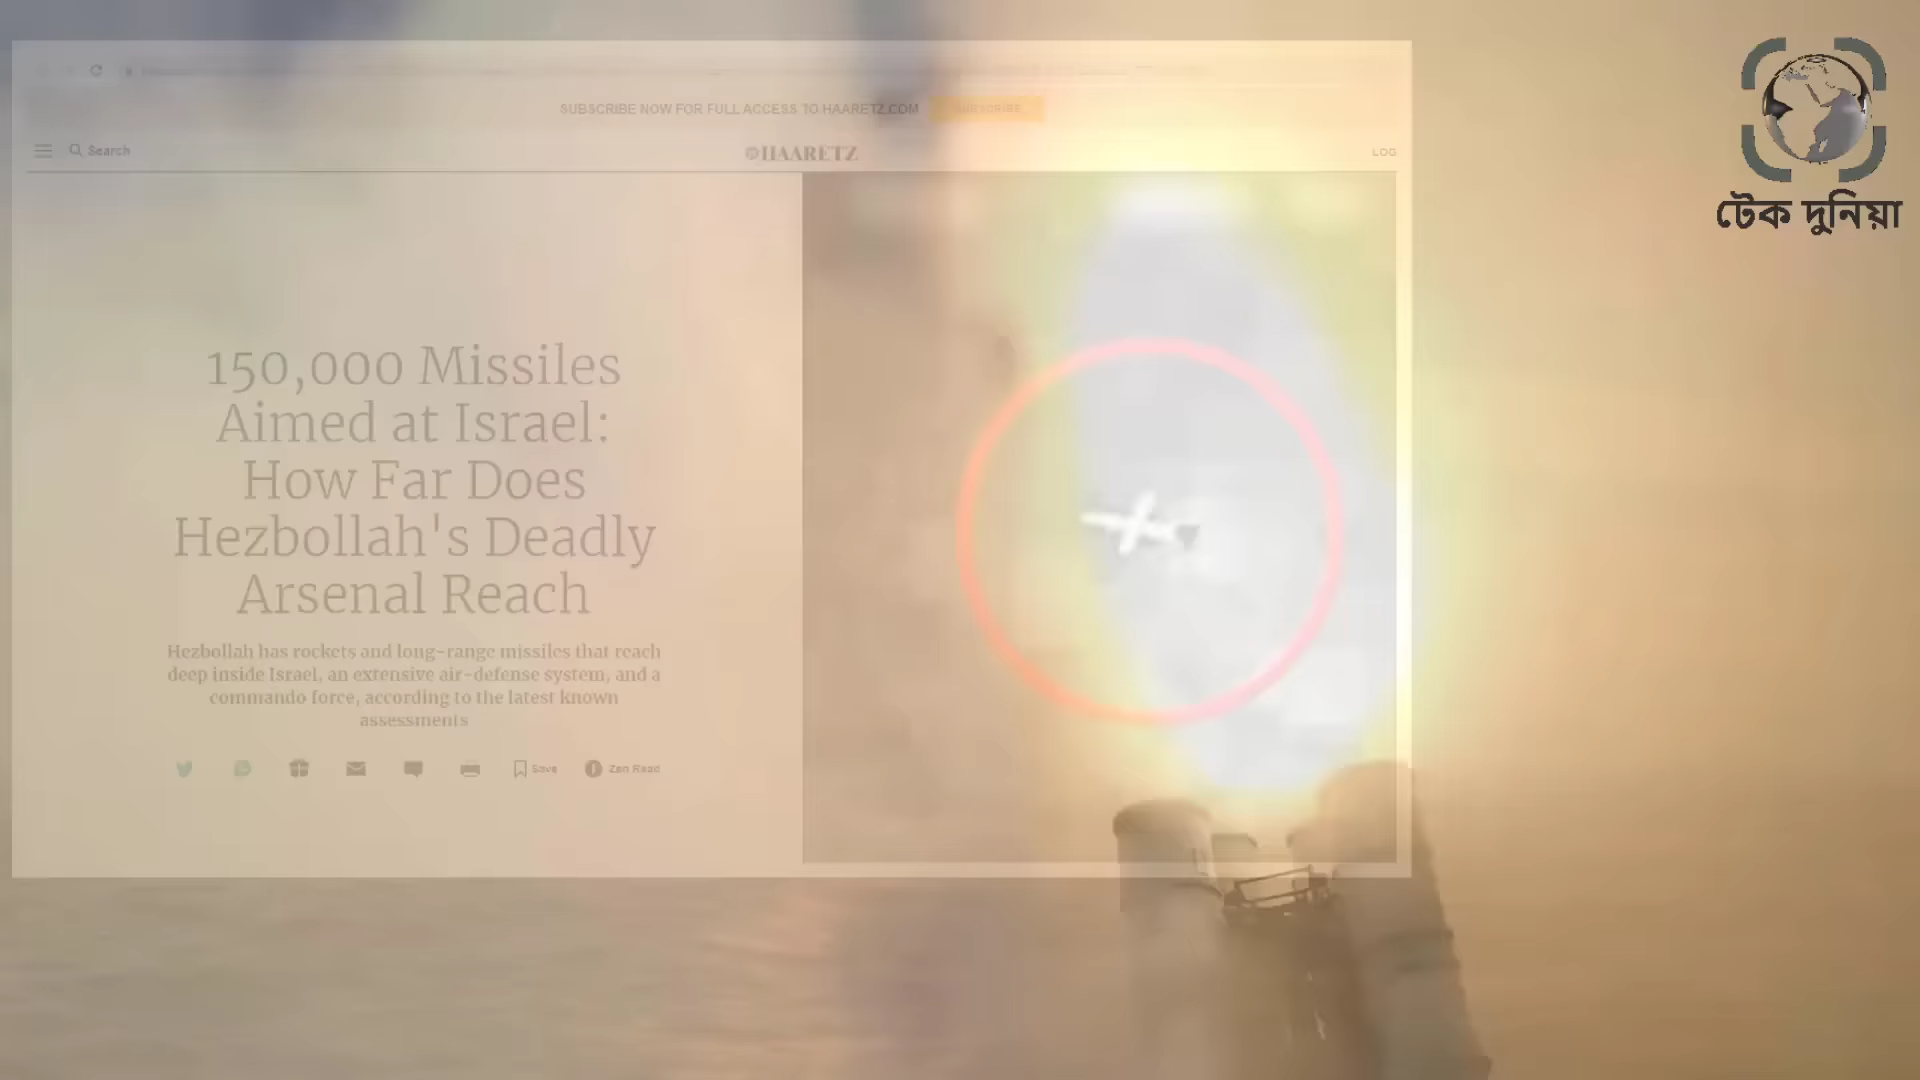 টেক দুনিয়া
SUBSCRIBE NOW FOR FULL ACCESS TO HAARETZ.COM SUBSCRIBE
Search
HAARETZ
LOG
150,000 Missiles
Aimed at Israel:
How Far Does
Hezbollah's Deadly
Arsenal Reach
Hezbollah has rockets and long-range missiles that reach
deep inside Israel, an extensive air-defense system, and a
commando force, according to the latest known
assessments
Save
Zen Read